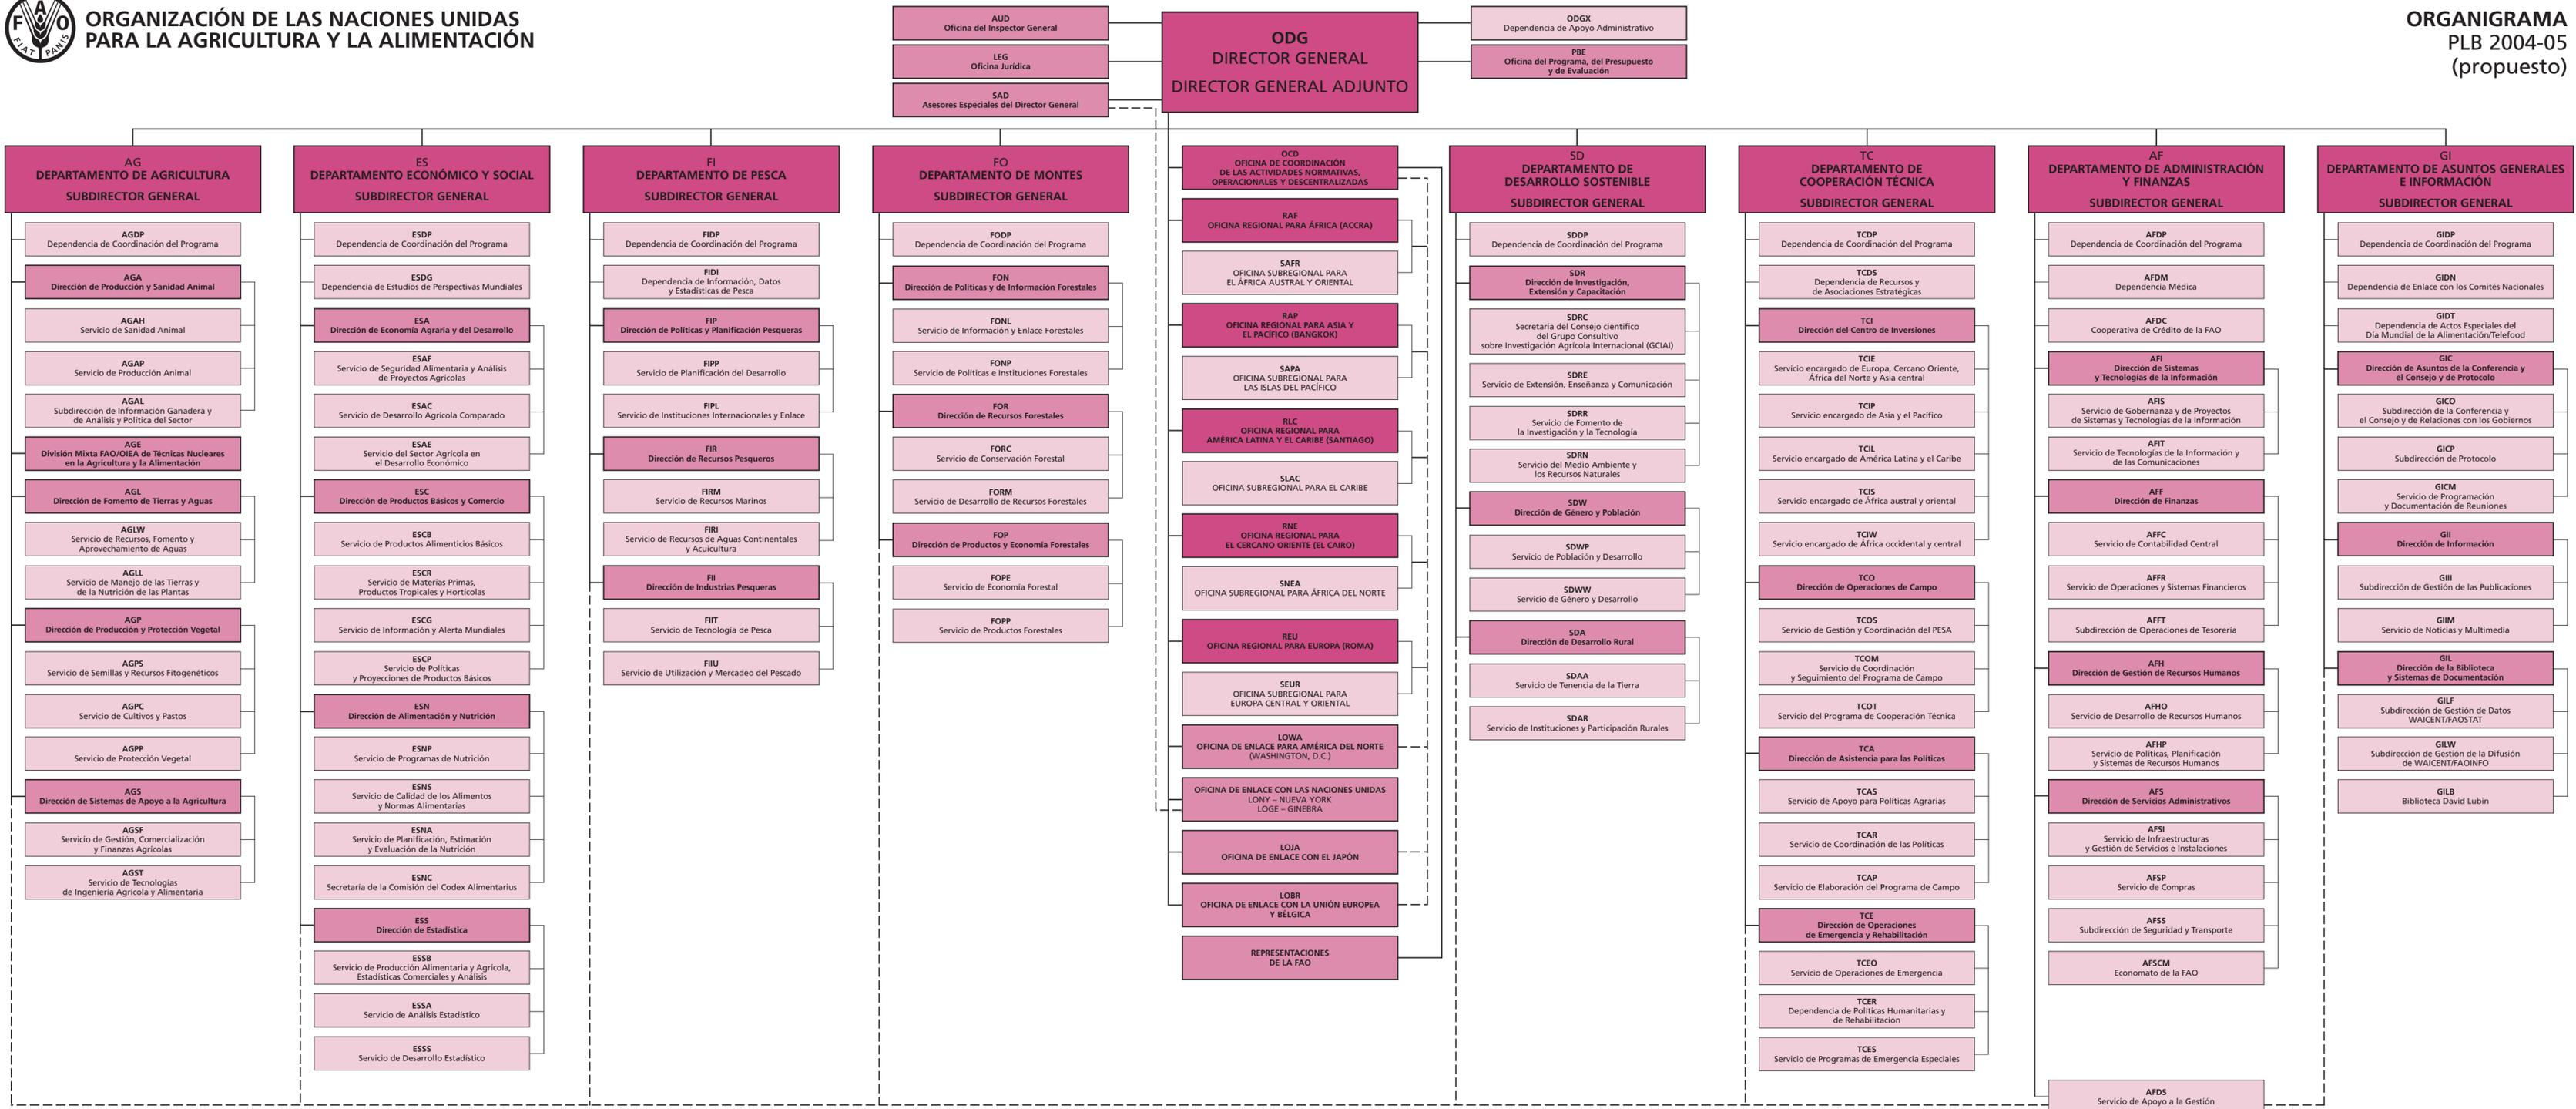 FAO
FIAT PANIS
ORGANIZACIÓN DE LAS NACIONES UNIDAS
PARA LA AGRICULTURA Y LA ALIMENTACIÓN
AUD
Oficina del Inspector General
LEG
Oficina Jurídica
SAD
Asesores Especiales del Director General
ODG
DIRECTOR GENERAL
DIRECTOR GENERAL ADJUNTO
ODGX
Dependencia de Apoyo Administrativo
PBE
Oficina del Programa, del Presupuesto
y de Evaluación
ORGANIGRAMA
PLB 2004-05
(propuesto)
AG
DEPARTAMENTO DE AGRICULTURA
SUBDIRECTOR GENERAL
AGDP
Dependencia de Coordinación del Programa
AGA
Dirección de Producción y Sanidad Animal
AGAH
Servicio de Sanidad Animal
AGAP
Servicio de Producción Animal
AGAL
Subdirección de Información Ganadera y
de Análisis y Política del Sector
AGE
División Mixta FAO/OIEA de Técnicas Nucleares
en la Agricultura y la Alimentación
AGL
Dirección de Fomento de Tierras y Aguas
AGLW
Servicio de Recursos, Fomento y
Aprovechamiento de Aguas
AGLL
Servicio de Manejo de las Tierras y
de la Nutrición de las Plantas
AGP
Dirección de Producción y Protección Vegetal
AGPS
Servicio de Semillas y Recursos Fitogenéticos
AGPC
Servicio de Cultivos y Pastos
AGPP
Servicio de Protección Vegetal
AGS
Dirección de Sistemas de Apoyo a la Agricultura
AGSF
Servicio de Gestión, Comercialización
y Finanzas Agrícolas
AGST
Servicio de Tecnologías
de Ingeniería Agrícola y Alimentaria
ES
DEPARTAMENTO ECONÓMICO Y SOCIAL
SUBDIRECTOR GENERAL
ESDP
Dependencia de Coordinación del Programa
ESDG
Dependencia de Estudios de Perspectivas Mundiales
ESA
Dirección de Economía Agraria y del Desarrollo
ESAF
Servicio de Seguridad Alimentaria y Análisis
de Proyectos Agrícolas
ESAC
Servicio de Desarrollo Agrícola Comparado
ESAE
Servicio del Sector Agrícola en
el Desarrollo Económico
ESC
Dirección de Productos Básicos y Comercio
ESCB
Servicio de Productos Alimenticios Básicos
ESCR
Servicio de Materias Primas,
Productos Tropicales y Hortícolas
ESCG
Servicio de Información y Alerta Mundiales
ESCP
Servicio de Políticas
y Proyecciones de Productos Básicos
ESN
Dirección de Alimentación y Nutrición
ESNP
Servicio de Programas de Nutrición
ESNS
Servicio de Calidad de los Alimentos
y Normas Alimentarias
ESNA
Servicio de Planificación, Estimación
y Evaluación de la Nutrición
ESNC
Secretaría de la Comisión del Codex Alimentarius
ESS
Dirección de Estadística
ESSB
Servicio de Producción Alimentaria y Agrícola,
Estadísticas Comerciales y Análisis
ESSA
Servicio de Análisis Estadístico
ESSS
Servicio de Desarrollo Estadístico
FI
DEPARTAMENTO DE PESCA
SUBDIRECTOR GENERAL
FIDP
Dependencia de Coordinación del Programa
FIDI
Dependencia de Información, Datos
y Estadísticas de Pesca
FIP
Dirección de Políticas y Planificación Pesqueras
FIPP
Servicio de Planificación del Desarrollo
FIPL
Servicio de Instituciones Internacionales y Enlace
FIR
Dirección de Recursos Pesqueros
FIRM
Servicio de Recursos Marinos
FIRI
Servicio de Recursos de Aguas Continentales
y Acuicultura
FII
Dirección de Industrias Pesqueras
FIIT
Servicio de Tecnología de Pesca
FIIU
Servicio de Utilización y Mercadeo del Pescado
FO
DEPARTAMENTO DE MONTES
SUBDIRECTOR GENERAL
FODP
Dependencia de Coordinación del Programa
FON
Dirección de Políticas y de Información Forestales
FONL
Servicio de Información y Enlace Forestales
FONP
Servicio de Políticas e Instituciones Forestales
FOR
Dirección de Recursos Forestales
FORC
Servicio de Conservación Forestal
FORM
Servicio de Desarrollo de Recursos Forestales
FOP
Dirección de Productos y Economía Forestales
FOPE
Servicio de Economía Forestal
FOPP
Servicio de Productos Forestales
OCD
OFICINA DE COORDINACIÓN
DE LAS ACTIVIDADES NORMATIVAS,
OPERACIONALES Y DESCENTRALIZADAS
RAF
OFICINA REGIONAL PARA ÁFRICA (ACCRA)
SAFR
OFICINA SUBREGIONAL PARA
EL ÁFRICA AUSTRAL Y ORIENTAL
RAP
OFICINA REGIONAL PARA ASIA Y
EL PACÍFICO (BANGKOK)
SAPA
OFICINA SUBREGIONAL PARA
LAS ISLAS DEL PACÍFICO
RLC
OFICINA REGIONAL PARA
AMÉRICA LATINA Y EL CARIBE (SANTIAGO)
SLAC
OFICINA SUBREGIONAL PARA EL CARIBE
RNE
OFICINA REGIONAL PARA
EL CERCANO ORIENTE (EL CAIRO)
SNEA
OFICINA SUBREGIONAL PARA ÁFRICA DEL NORTE
REU
OFICINA REGIONAL PARA EUROPA (ROMA)
SEUR
OFICINA SUBREGIONAL PARA
EUROPA CENTRAL Y ORIENTAL
LOWA
OFICINA DE ENLACE PARA AMÉRICA DEL NORTE
(WASHINGTON, D.C.)
OFICINA DE ENLACE CON LAS NACIONES UNIDAS
LONY – NUEVA YORK
LOGE – GINEBRA
LOJA
OFICINA DE ENLACE CON EL JAPÓN
LOBR
OFICINA DE ENLACE CON LA UNIÓN EUROPEA
Y BÉLGICA
REPRESENTACIONES
DE LA FAO
SD
DEPARTAMENTO DE
DESARROLLO SOSTENIBLE
SUBDIRECTOR GENERAL
SDDP
Dependencia de Coordinación del Programa
SDR
Dirección de Investigación,
Extensión y Capacitación
SDRC
Secretaría del Consejo científico
del Grupo Consultivo
sobre Investigación Agrícola Internacional (GCIAI)
SDRE
Servicio de Extensión, Enseñanza y Comunicación
SDRR
Servicio de Fomento de
la Investigación y la Tecnología
SDRN
Servicio del Medio Ambiente y
los Recursos Naturales
SDW
Dirección de Género y Población
SDWP
Servicio de Población y Desarrollo
SDWW
Servicio de Género y Desarrollo
SDA
Dirección de Desarrollo Rural
SDAA
Servicio de Tenencia de la Tierra
SDAR
Servicio de Instituciones y Participación Rurales
TC
DEPARTAMENTO DE
COOPERACIÓN TÉCNICA
SUBDIRECTOR GENERAL
TCDP
Dependencia de Coordinación del Programa
TCDS
Dependencia de Recursos y
de Asociaciones Estratégicas
TCI
Dirección del Centro de Inversiones
TCIE
Servicio encargado de Europa, Cercano Oriente,
África del Norte y Asia central
TCIP
Servicio encargado de Asia y el Pacífico
TCIL
Servicio encargado de América Latina y el Caribe
TCIS
Servicio encargado de África austral y oriental
TCIW
Servicio encargado de África occidental y central
TCO
Dirección de Operaciones de Campo
TCOS
Servicio de Gestión y Coordinación del PESA
TCOM
Servicio de Coordinación
y Seguimiento del Programa de Campo
TCOT
Servicio del Programa de Cooperación Técnica
TCA
Dirección de Asistencia para las Políticas
TCAS
Servicio de Apoyo para Políticas Agrarias
TCAR
Servicio de Coordinación de las Políticas
TCAP
Servicio de Elaboración del Programa de Campo
TCE
Dirección de Operaciones
de Emergencia y Rehabilitación
TCEO
Servicio de Operaciones de Emergencia
TCER
Dependencia de Políticas Humanitarias y
de Rehabilitación
TCES
Servicio de Programas de Emergencia Especiales
AF
DEPARTAMENTO DE ADMINISTRACIÓN
Y FINANZAS
SUBDIRECTOR GENERAL
AFDP
Dependencia de Coordinación del Programa
AFDM
Dependencia Médica
AFDC
Cooperativa de Crédito de la FAO
AFI
Dirección de Sistemas
y Tecnologías de la Información
AFIS
Servicio de Gobernanza y de Proyectos
de Sistemas y Tecnologías de la Información
AFIT
Servicio de Tecnologías de la Información y
de las Comunicaciones
AFF
Dirección de Finanzas
AFFC
Servicio de Contabilidad Central
AFFR
Servicio de Operaciones y Sistemas Financieros
AFFT
Subdirección de Operaciones de Tesorería
AFH
Dirección de Gestión de Recursos Humanos
AFHO
Servicio de Desarrollo de Recursos Humanos
AFHP
Servicio de Políticas, Planificación
y Sistemas de Recursos Humanos
AFS
Dirección de Servicios Administrativos
AFSI
Servicio de Infraestructuras
y Gestión de Servicios e Instalaciones
AFSP
Servicio de Compras
AFSS
Subdirección de Seguridad y Transporte
AFSCM
Economato de la FAO
AFDS
Servicio de Apoyo a la Gestión
GI
DEPARTAMENTO DE ASUNTOS GENERALES
E INFORMACIÓN
SUBDIRECTOR GENERAL
GIDP
Dependencia de Coordinación del Programa
GIDN
Dependencia de Enlace con los Comités Nacionales
GIDT
Dependencia de Actos Especiales del
Día Mundial de la Alimentación/Telefood
GIC
Dirección de Asuntos de la Conferencia y
el Consejo y de Protocolo
GICO
Subdirección de la Conferencia y
el Consejo y de Relaciones con los Gobiernos
GICP
Subdirección de Protocolo
GICM
Servicio de Programación
y Documentación de Reuniones
GII
Dirección de Información
GIII
Subdirección de Gestión de las Publicaciones
GIIM
Servicio de Noticias y Multimedia
GIL
Dirección de la Biblioteca
y Sistemas de Documentación
GILF
Subdirección de Gestión de Datos
WAICENT/FAOSTAT
GILW
Subdirección de Gestión de la Difusión
de WAICENT/FAOINFO
GILB
Biblioteca David Lubin